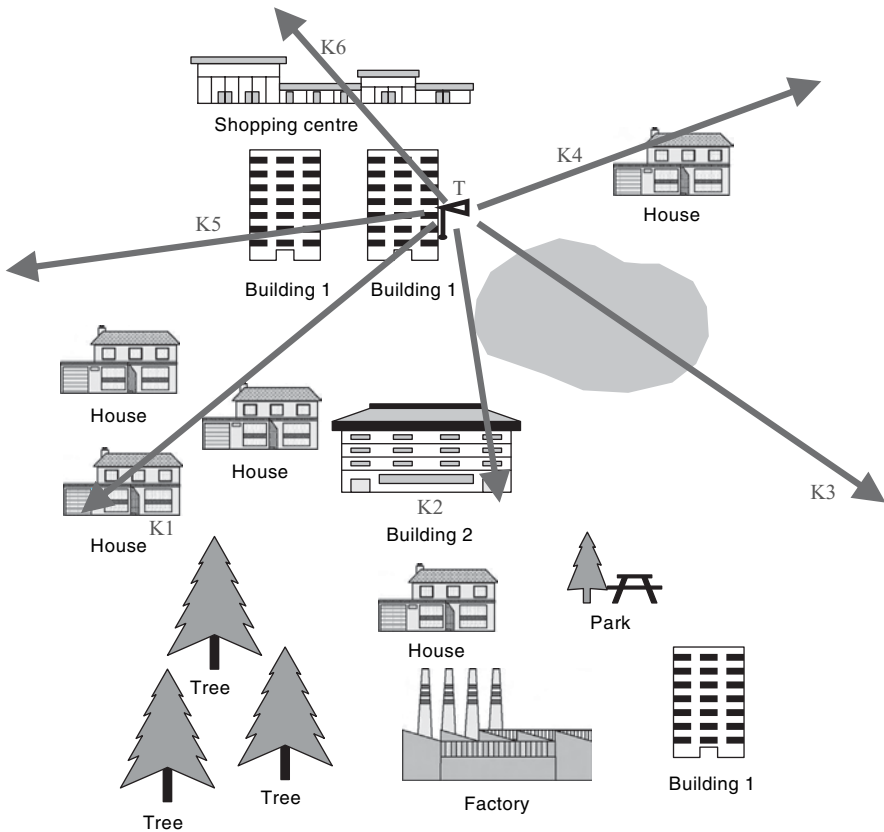 K6
Shopping centre
K4
T
House
K5
Building 1
Building 1
House
House
K3
K2
K1
House
Building 2
Park
House
Tree
Building 1
Tree
Factory
Tree